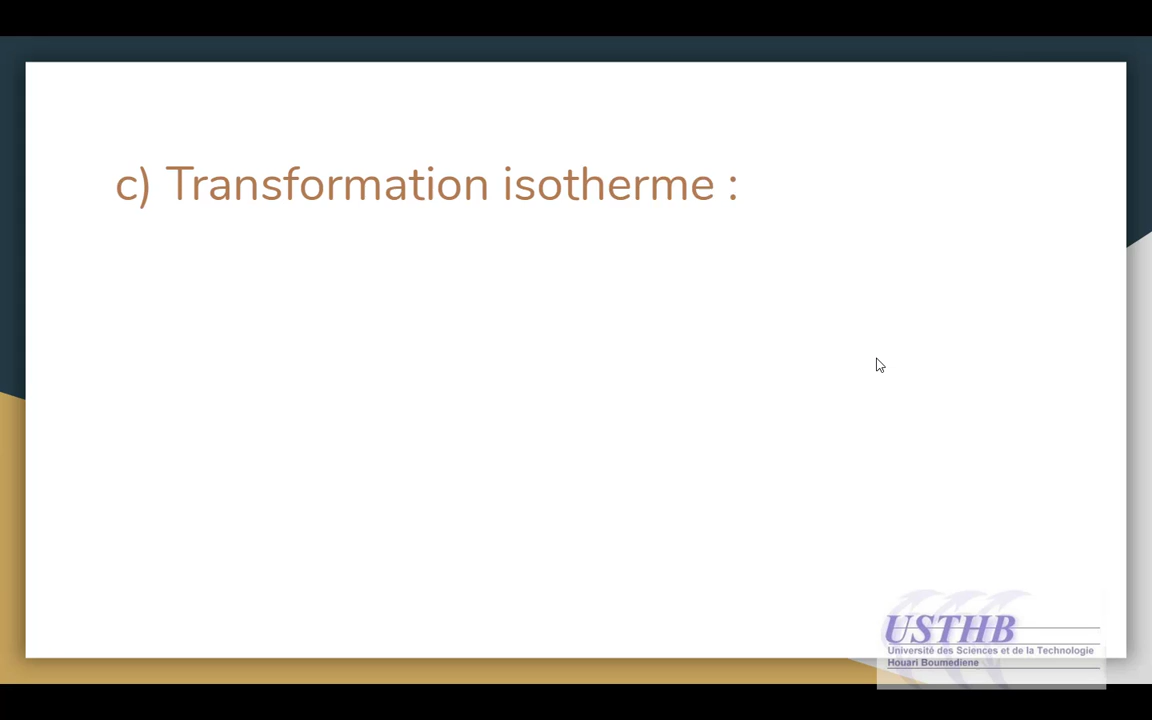 c) Transformation isotherme :
USTHB
Université des Sciences et de la Technologie
Houari Boumediene